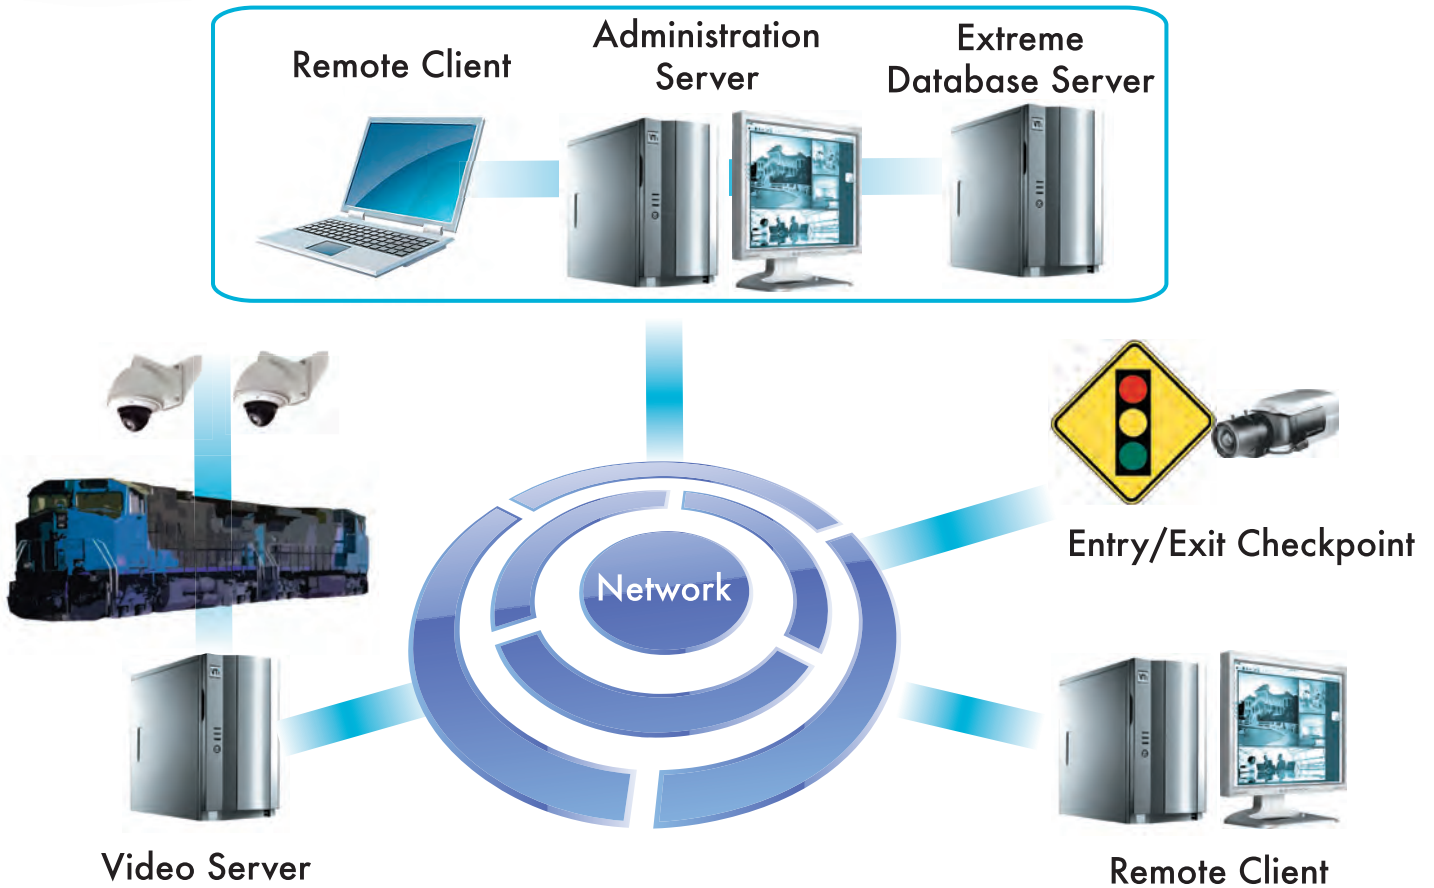 Remote Client
Administration
Server
Extreme
Database Server
Network
Entry/Exit Checkpoint
Video Server
Remote Client